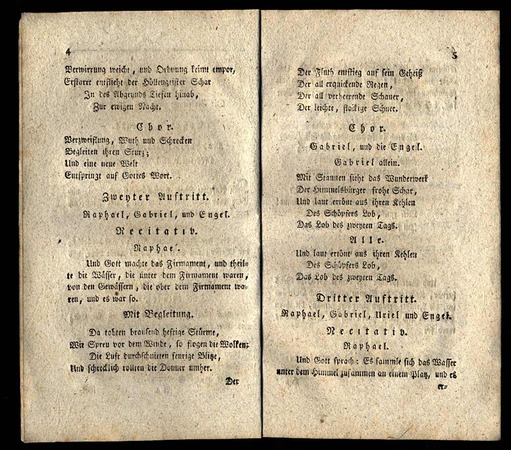 4
Verwirrung weicht, und Ordnung keimt empor,
Erstarrt entflieht der Höllengeister Schar
In des Abgrunds Tiefen hinab,
Zur ewigen Nacht.
Chor.
Verzweiflung, Wuth und Schrecken
Begleiten ihren Sturz;
Und eine neue Welt
Entspringt auf Gottes Wort.
Zweyter Auftritt.
Raphael, Gabriel, und Engel.
Recitativ.
Raphael.
Und Gott machte das Firmament, und theil-
te die Wässer, die unter dem Firmament waren,
von den Gewässern, die ober dem Firmament wa-
ren, und es war so.
Mit Begleitung.
Da tobten brausend heftige Stürme,
Wie Spreu vor dem Winde, so flogen die Wolken;
Die Luft durchschnitten feurige Blitze,
Und schrecklich rollten die Donner umher.
Der
5
Der Fluth entstieg auf sein Geheiß
Der all erquickende Regen,
Der all verheerende Schauer,
Der leichte, flockige Schnee.
Chor.
Gabriel, und die Engel.
Gabriel allein.
Mit Staunen sieht das Wunderwerk
Der Himmelsbürger frohe Schar,
Und laut ertönt aus ihren Kehlen
Des Schöpfers Lob,
Das Lob des zweyten Tags.
Alle.
Und laut ertönt aus ihren Kehlen
Des Schöpfers Lob,
Das Lob des zweyten Tags.
Dritter Auftritt.
Raphael, Gabriel, Uriel und Engel.
Recitativ.
Raphael.
Und Gott sprach: Es sammle sich das Wasser
unter dem Himmel zusammen an einem Platz, und es
er-